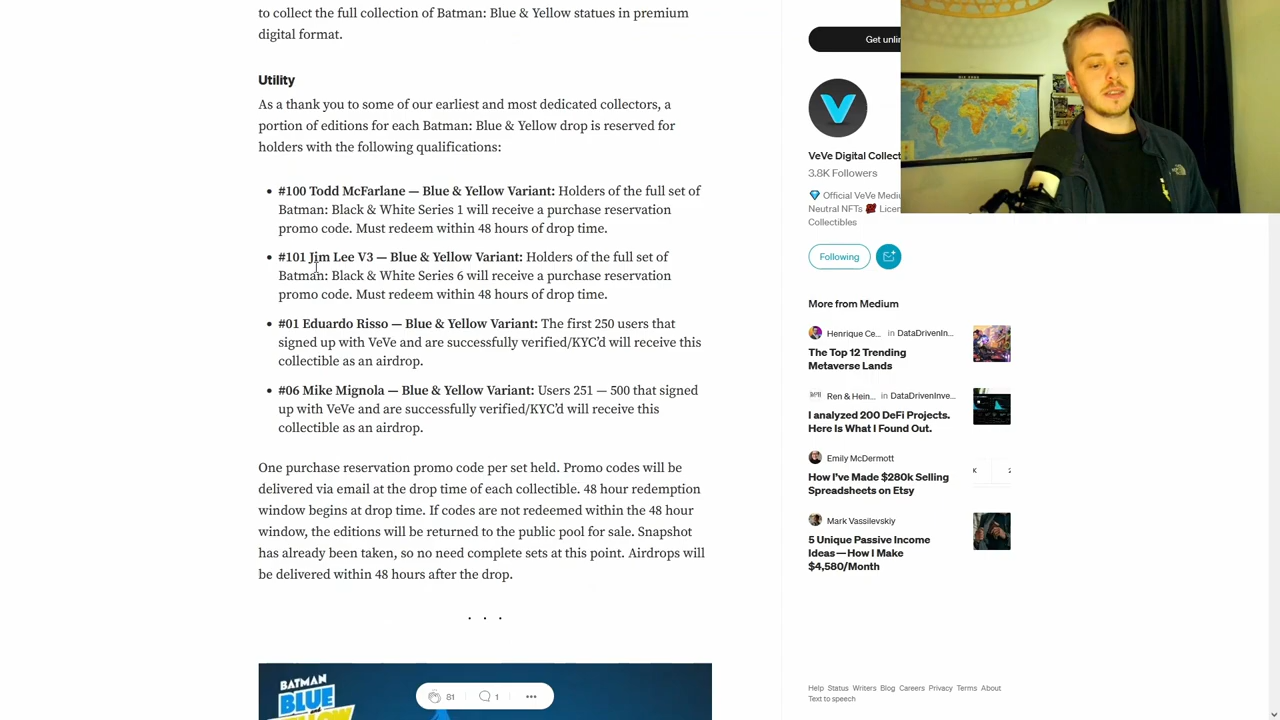 to collect the full collection of Batman: Blue & Yellow statues in premium
digital format.
Utility
As a thank you to some of our earliest and most dedicated collectors, a
portion of editions for each Batman: Blue & Yellow drop is reserved for
holders with the following qualifications:
• #100 Todd McFarlane — Blue & Yellow Variant: Holders of the full set of
Batman: Black & White Series 1 will receive a purchase reservation
promo code. Must redeem within 48 hours of drop time.
• #101 Jim Lee V3 — Blue & Yellow Variant: Holders of the full set of
Batman: Black & White Series 6 will receive a purchase reservation
promo code. Must redeem within 48 hours of drop time.
• #01 Eduardo Risso — Blue & Yellow Variant: The first 250 users that
signed up with VeVe and are successfully verified/KYC'd will receive this
collectible as an airdrop.
• #06 Mike Mignola — Blue & Yellow Variant: Users 251 — 500 that signed
up with VeVe and are successfully verified/KYC'd will receive this
collectible as an airdrop.
One purchase reservation promo code per set held. Promo codes will be
delivered via email at the drop time of each collectible. 48 hour redemption
window begins at drop time. If codes are not redeemed within the 48 hour
window, the editions will be returned to the public pool for sale. Snapshot
has already been taken, so no need complete sets at this point. Airdrops will
be delivered within 48 hours after the drop.
. . .
BATMAN
BLUE
81 1
Get unli
VeVe Digital Collect
3.8K Followers
Official VeVe Medi
Neutral NFTs Lice
Collectibles
Following
More from Medium
Henrique Ce... in DataDrivenIn...
The Top 12 Trending
Metaverse Lands
Ren & Hein... in DataDrivenInve...
I analyzed 200 DeFi Projects.
Here Is What I Found Out.
Emily McDermott
How I've Made $280k Selling
Spreadsheets on Etsy
Mark Vassilevskiy
5 Unique Passive Income
Ideas—How I Make
$4,580/Month
Help Status Writers Blog Careers Privacy Terms About
Text to speech